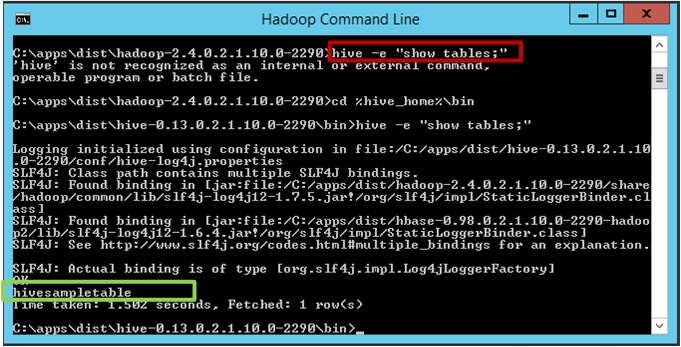 Hadoop Command Line
C:\apps\dist\hadoop-2.4.0.2.1.10.0-2290>hive -e "show tables;"
'hive' is not recognized as an internal or external command,
operable program or batch file.
C:\apps\dist\hadoop-2.4.0.2.1.10.0-2290>cd %hive_home%\bin
C:\apps\dist\hive-0.13.0.2.1.10.0-2290\bin>hive -e "show tables;"
Logging initialized using configuration in file:/C:/apps/dist/hive-0.13.0.2.1.10
.0-2290/conf/hive-log4j.properties
SLF4J: Class path contains multiple SLF4J bindings.
SLF4J: Found binding in [jar:file:/C:/apps/dist/hadoop-2.4.0.2.1.10.0-2290/share
/hadoop/common/lib/slf4j-log4j12-1.7.5.jar!/org/slf4j/impl/StaticLoggerBinder.cl
ass]
SLF4J: Found binding in [jar:file:/C:/apps/dist/hbase-0.98.0.2.1.10.0-2290-hadoo
p2/lib/slf4j-log4j12-1.6.4.jar!/org/slf4j/impl/StaticLoggerBinder.class]
SLF4J: See http://www.slf4j.org/codes.html#multiple_bindings for an explanation.
SLF4J: Actual binding is of type [org.slf4j.impl.Log4jLoggerFactory]
OK
hivesampletable
Time taken: 1.502 seconds, Fetched: 1 row(s)
C:\apps\dist\hive-0.13.0.2.1.10.0-2290\bin>_